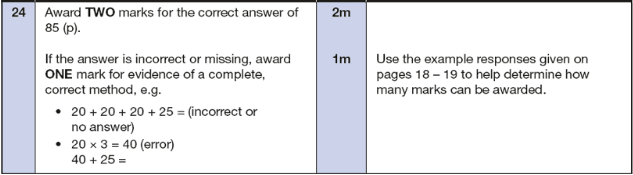 24
Award TWO marks for the correct answer of
85 (p).
2m
If the answer is incorrect or missing, award
ONE mark for evidence of a complete,
correct method, e.g.
• 20 + 20 + 20 + 25 = (incorrect or
no answer)
• 20 × 3 = 40 (error)
40 + 25 =
1m
Use the example responses given on
pages 18 – 19 to help determine how
many marks can be awarded.